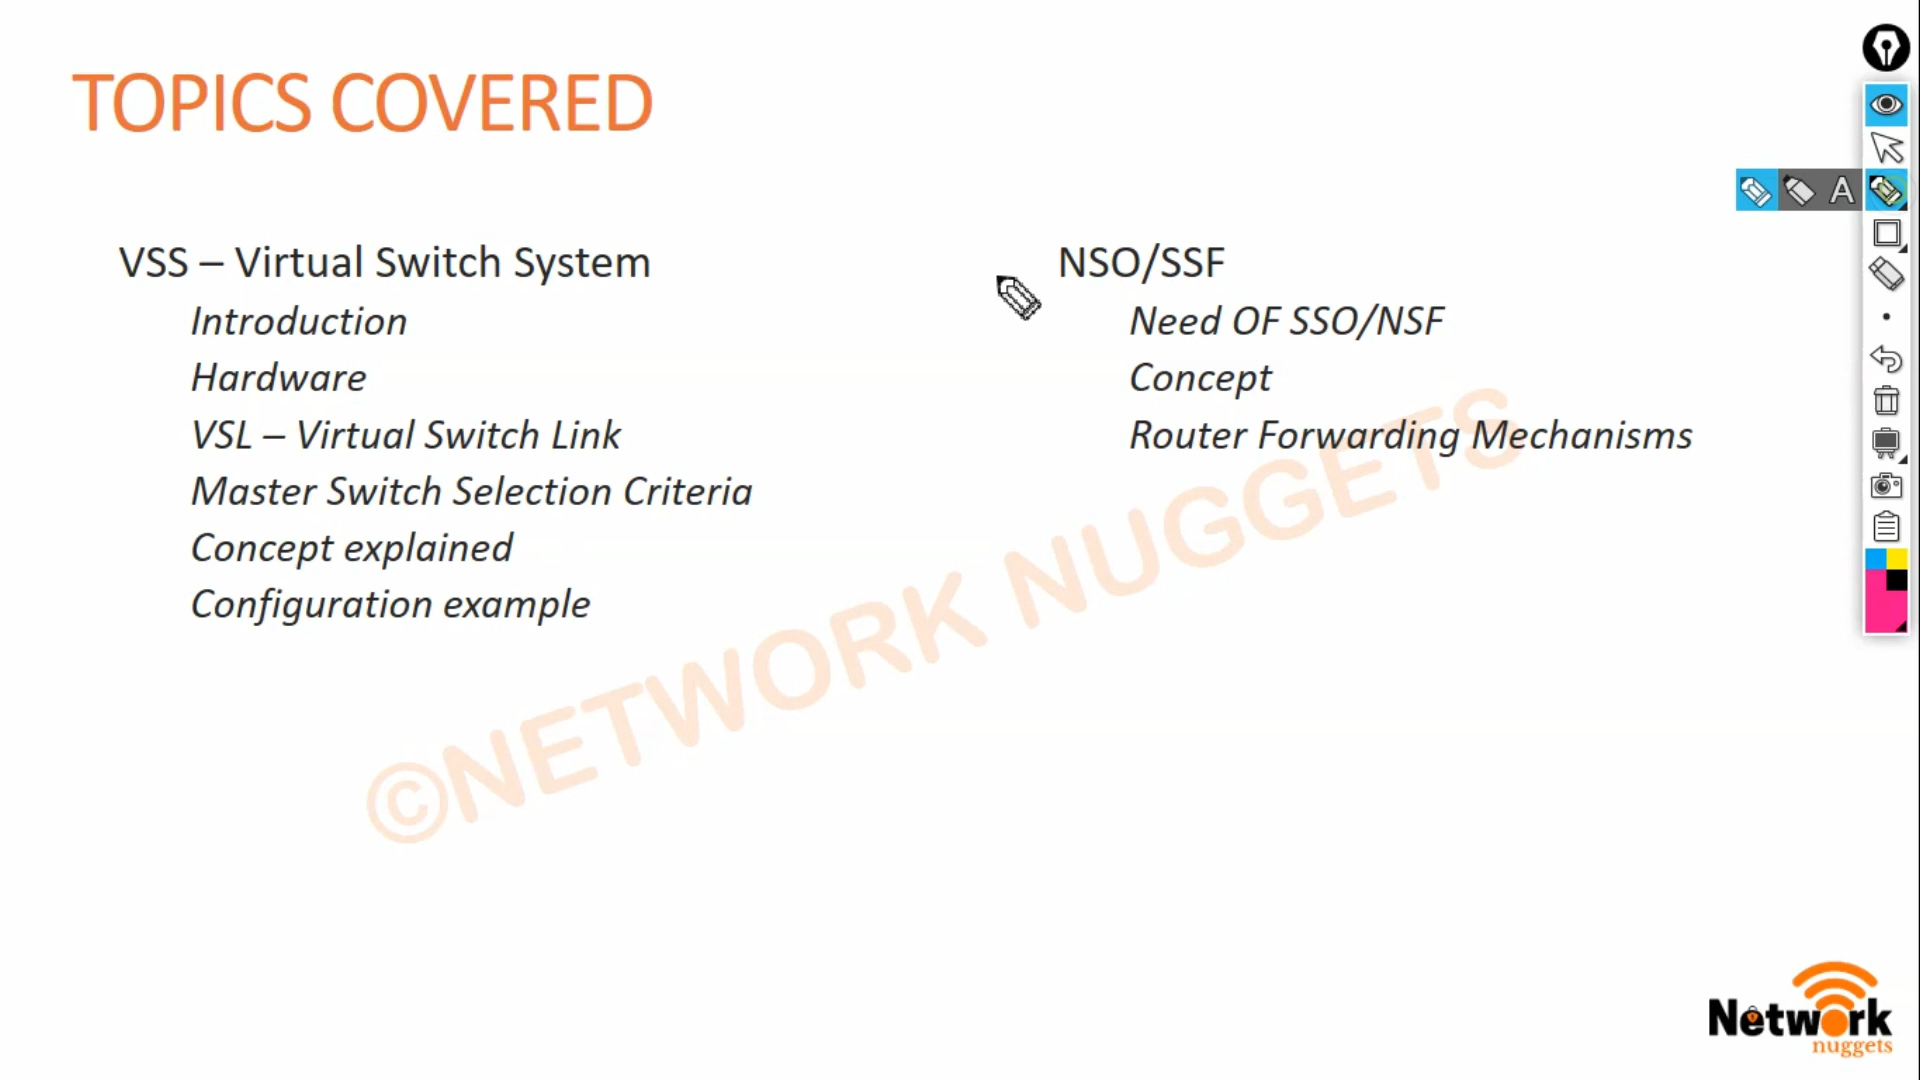 TOPICS COVERED
VSS – Virtual Switch System
Introduction
Hardware
VSL – Virtual Switch Link
Master Switch Selection Criteria
Concept explained
Configuration example
NSO/SSF
Need OF SSO/NSF
Concept
Router Forwarding Mechanisms
©NETWORK NUGGETS
A
Network
nuggets